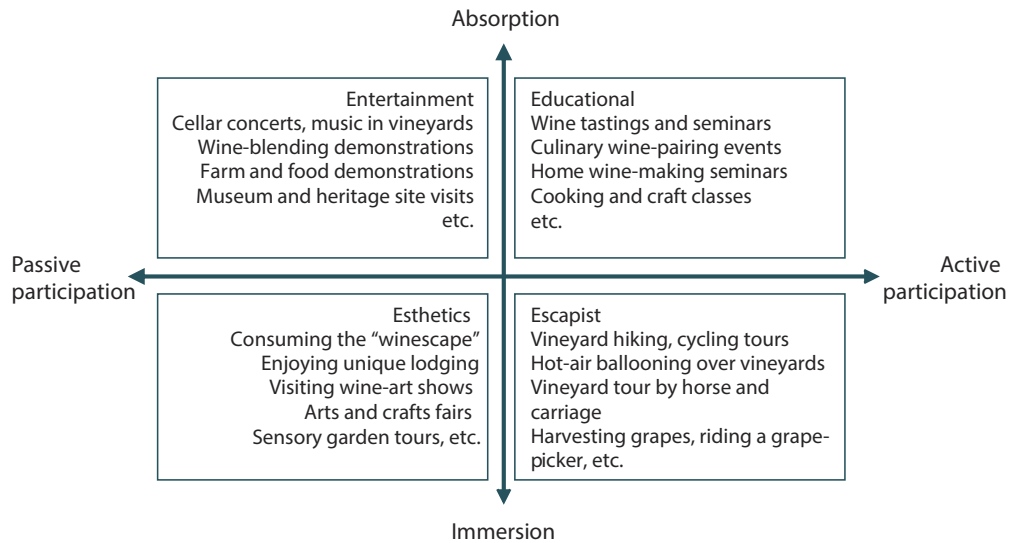 Absorption
Entertainment
Cellar concerts, music in vineyards
Wine-blending demonstrations
Farm and food demonstrations
Museum and heritage site visits
etc.
Educational
Wine tastings and seminars
Culinary wine-pairing events
Home wine-making seminars
Cooking and craft classes
etc.
Passive
participation
Active
participation
Esthetics
Consuming the “winescape”
Enjoying unique lodging
Visiting wine-art shows
Arts and crafts fairs
Sensory garden tours, etc.
Escapist
Vineyard hiking, cycling tours
Hot-air ballooning over vineyards
Vineyard tour by horse and
carriage
Harvesting grapes, riding a grape-
picker, etc.
Immersion